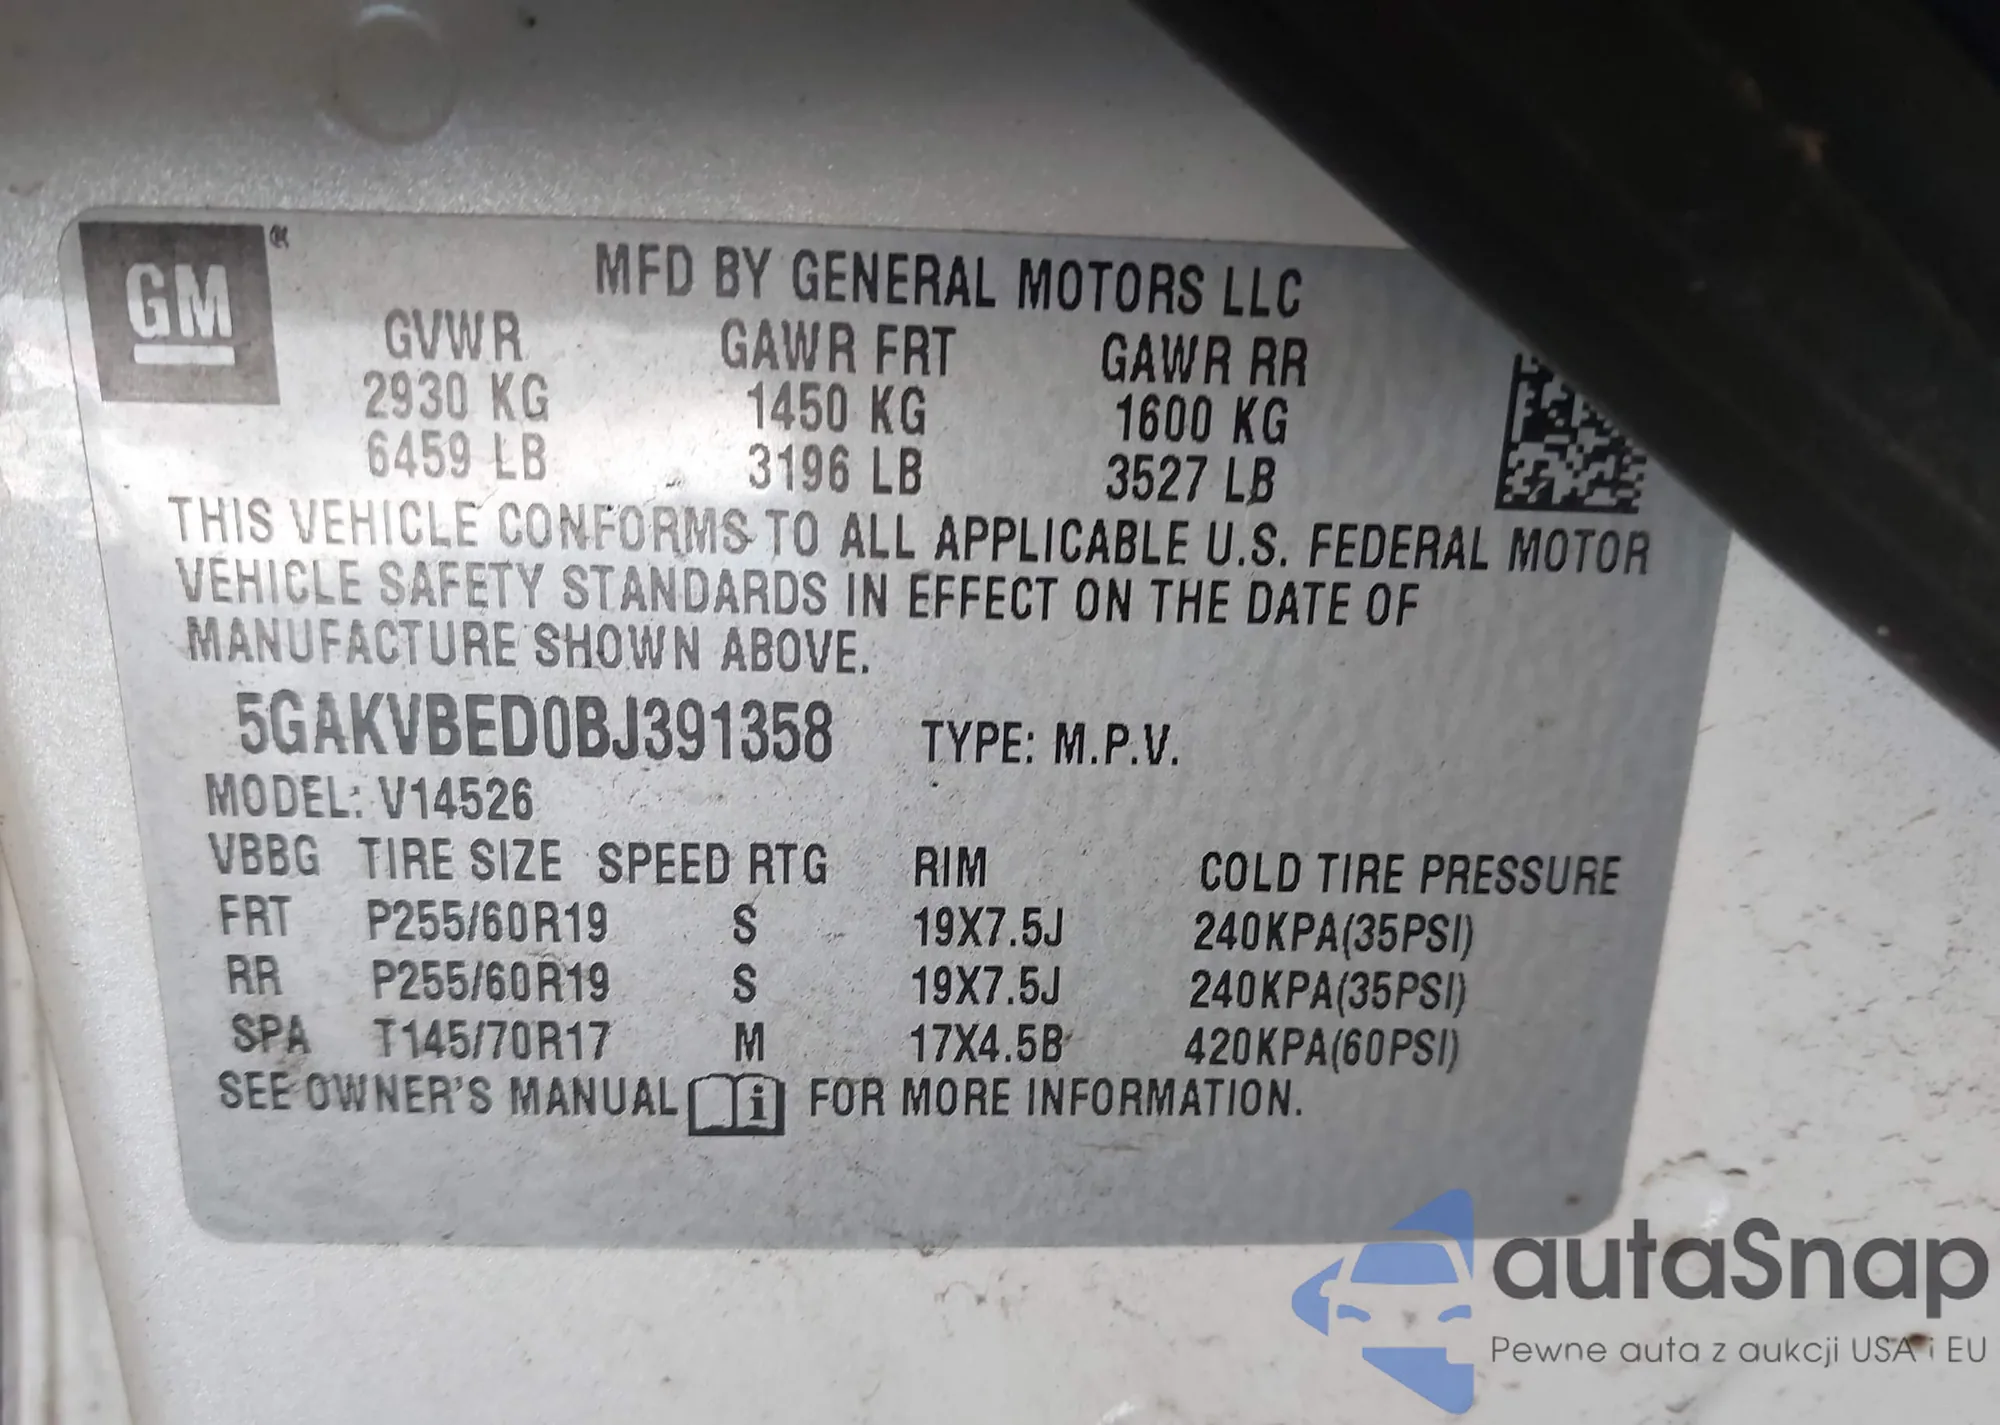 GM®
MFD BY GENERAL MOTORS LLC
GVWR GAWR FRT GAWR RR
2930 KG 1450 KG 1600 KG
6459 LB 3196 LB 3527 LB
THIS VEHICLE CONFORMS TO ALL APPLICABLE U.S. FEDERAL MOTOR
VEHICLE SAFETY STANDARDS IN EFFECT ON THE DATE OF
MANUFACTURE SHOWN ABOVE.
5GAKVBED0BJ391358 TYPE: M.P.V.
MODEL: V14526
VBBG TIRE SIZE SPEED RTG RIM COLD TIRE PRESSURE
FRT P255/60R19 S 19X7.5J 240KPA(35PSI)
RR P255/60R19 S 19X7.5J 240KPA(35PSI)
SPA T145/70R17 M 17X4.5B 420KPA(60PSI)
SEE OWNER'S MANUAL i FOR MORE INFORMATION.
autaSnap
Pewne auta z aukcji USA i EU